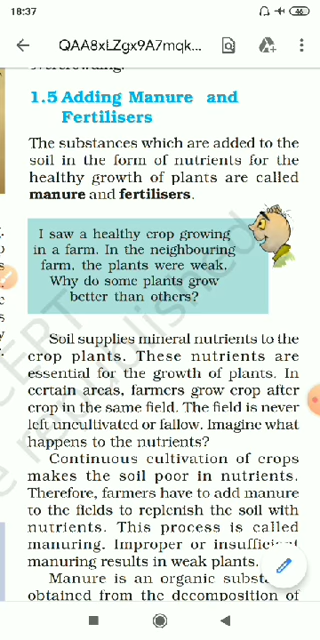 18:37
46
QAA8xLZgx9A7mqk...
overcrowding.
1.5 Adding Manure and
Fertilisers
The substances which are added to the
soil in the form of nutrients for the
healthy growth of plants are called
manure and fertilisers.
I saw a healthy crop growing
in a farm. In the neighbouring
farm, the plants were weak.
Why do some plants grow
better than others?
Soil supplies mineral nutrients to the
crop plants. These nutrients are
essential for the growth of plants. In
certain areas, farmers grow crop after
crop in the same field. The field is never
left uncultivated or fallow. Imagine what
happens to the nutrients?
Continuous cultivation of crops
makes the soil poor in nutrients.
Therefore, farmers have to add manure
to the fields to replenish the soil with
nutrients. This process is called
manuring. Improper or insufficient
manuring results in weak plants.
Manure is an organic
obtained from the decomposition of